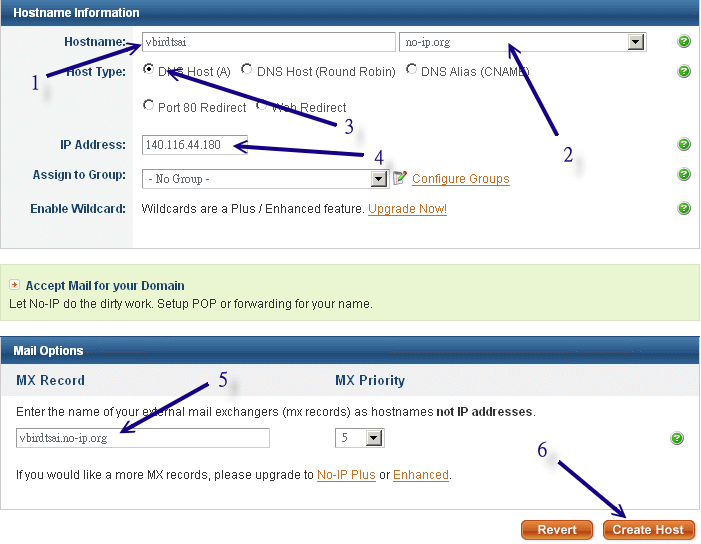 Hostname Information
Hostname: vbirdtsai no-ip.org
1
Host Type: DNS Host (A) DNS Host (Round Robin) DNS Alias (CNAME)
Port 80 Redirect Web Redirect
3
2
IP Address: 140.116.44.180
4
Assign to Group: - No Group - Configure Groups
Enable Wildcard: Wildcards are a Plus / Enhanced feature. Upgrade Now!
Accept Mail for your Domain
Let No-IP do the dirty work. Setup POP or forwarding for your name.
Mail Options
MX Record MX Priority
5
Enter the name of your external mail exchangers (mx records) as hostnames not IP addresses.
vbirdtsai.no-ip.org 5
6
If you would like a more MX records, please upgrade to No-IP Plus or Enhanced.
Revert Create Host